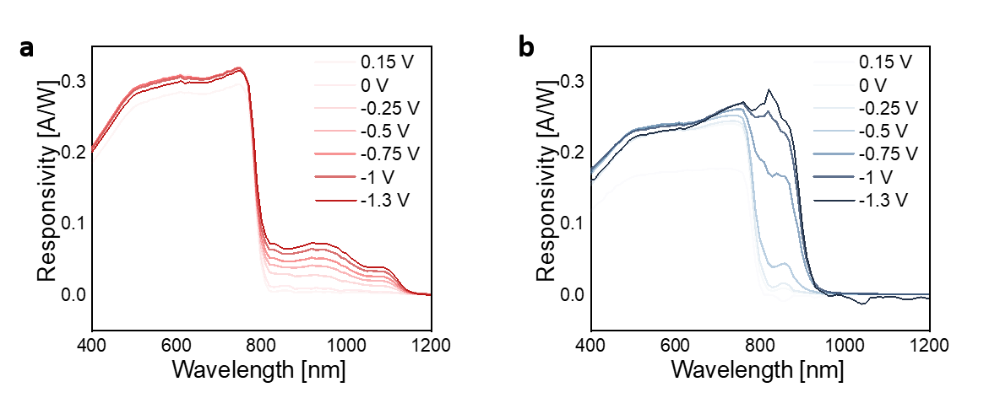 a
Responsivity [A/W]
0.3
0.2
0.1
0.0
0.15 V
0 V
-0.25 V
-0.5 V
-0.75 V
-1 V
-1.3 V
400 600 800 1000 1200
Wavelength [nm]
b
Responsivity [A/W]
0.3
0.2
0.1
0.0
0.15 V
0 V
-0.25 V
-0.5 V
-0.75 V
-1 V
-1.3 V
400 600 800 1000 1200
Wavelength [nm]